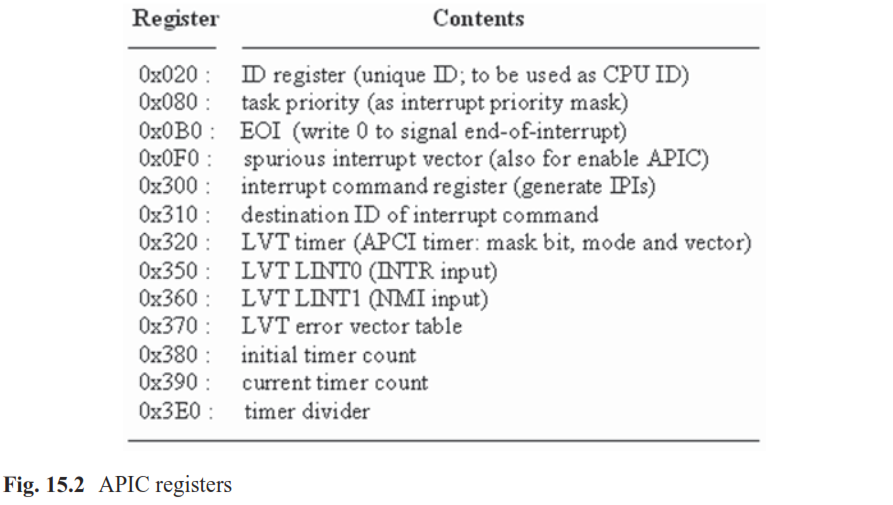 Register Contents
0x020 : ID register (unique ID; to be used as CPU ID)
0x080 : task priority (as interrupt priority mask)
0x0B0 : EOI (write 0 to signal end-of-interrupt)
0x0F0 : spurious interrupt vector (also for enable APIC)
0x300 : interrupt command register (generate IPIs)
0x310 : destination ID of interrupt command
0x320 : LVT timer (APCI timer: mask bit, mode and vector)
0x350 : LVT LINT0 (INTR input)
0x360 : LVT LINT1 (NMI input)
0x370 : LVT error vector table
0x380 : initial timer count
0x390 : current timer count
0x3E0 : timer divider
Fig. 15.2 APIC registers